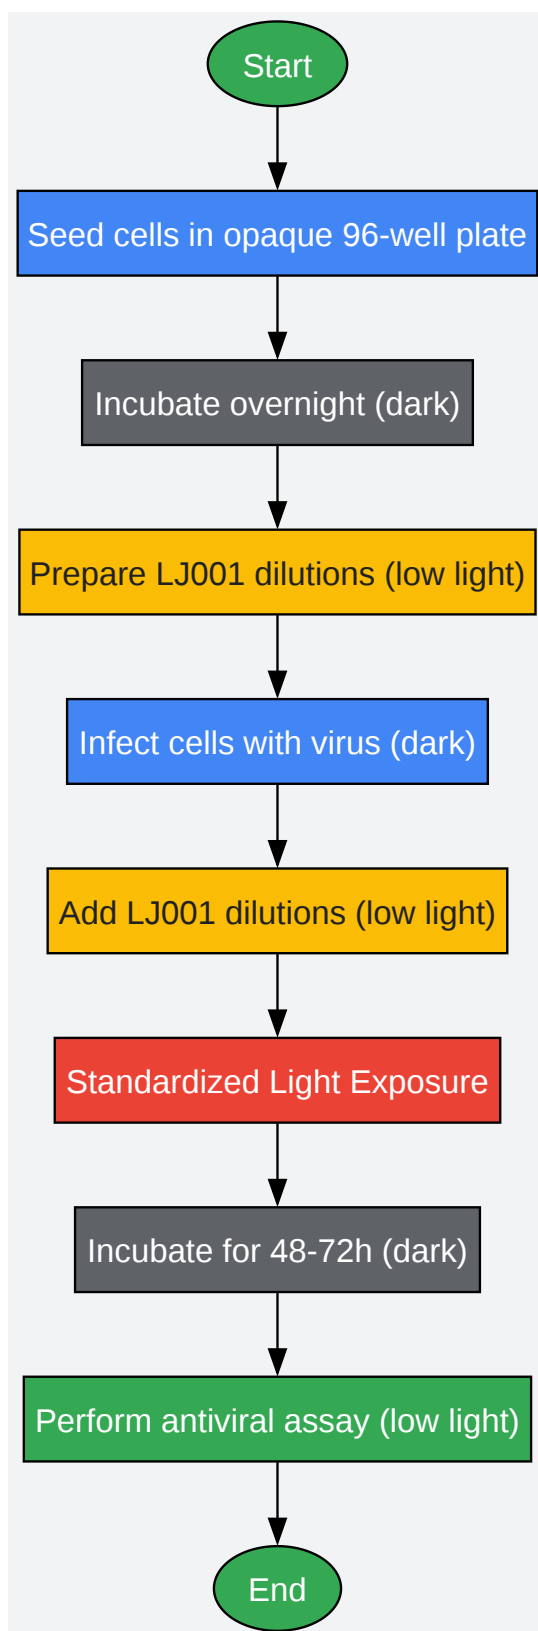 Start
Seed cells in opaque 96-well plate
Incubate overnight (dark)
Prepare LJ001 dilutions (low light)
Infect cells with virus (dark)
Add LJ001 dilutions (low light)
Standardized Light Exposure
Incubate for 48-72h (dark)
Perform antiviral assay (low light)
End